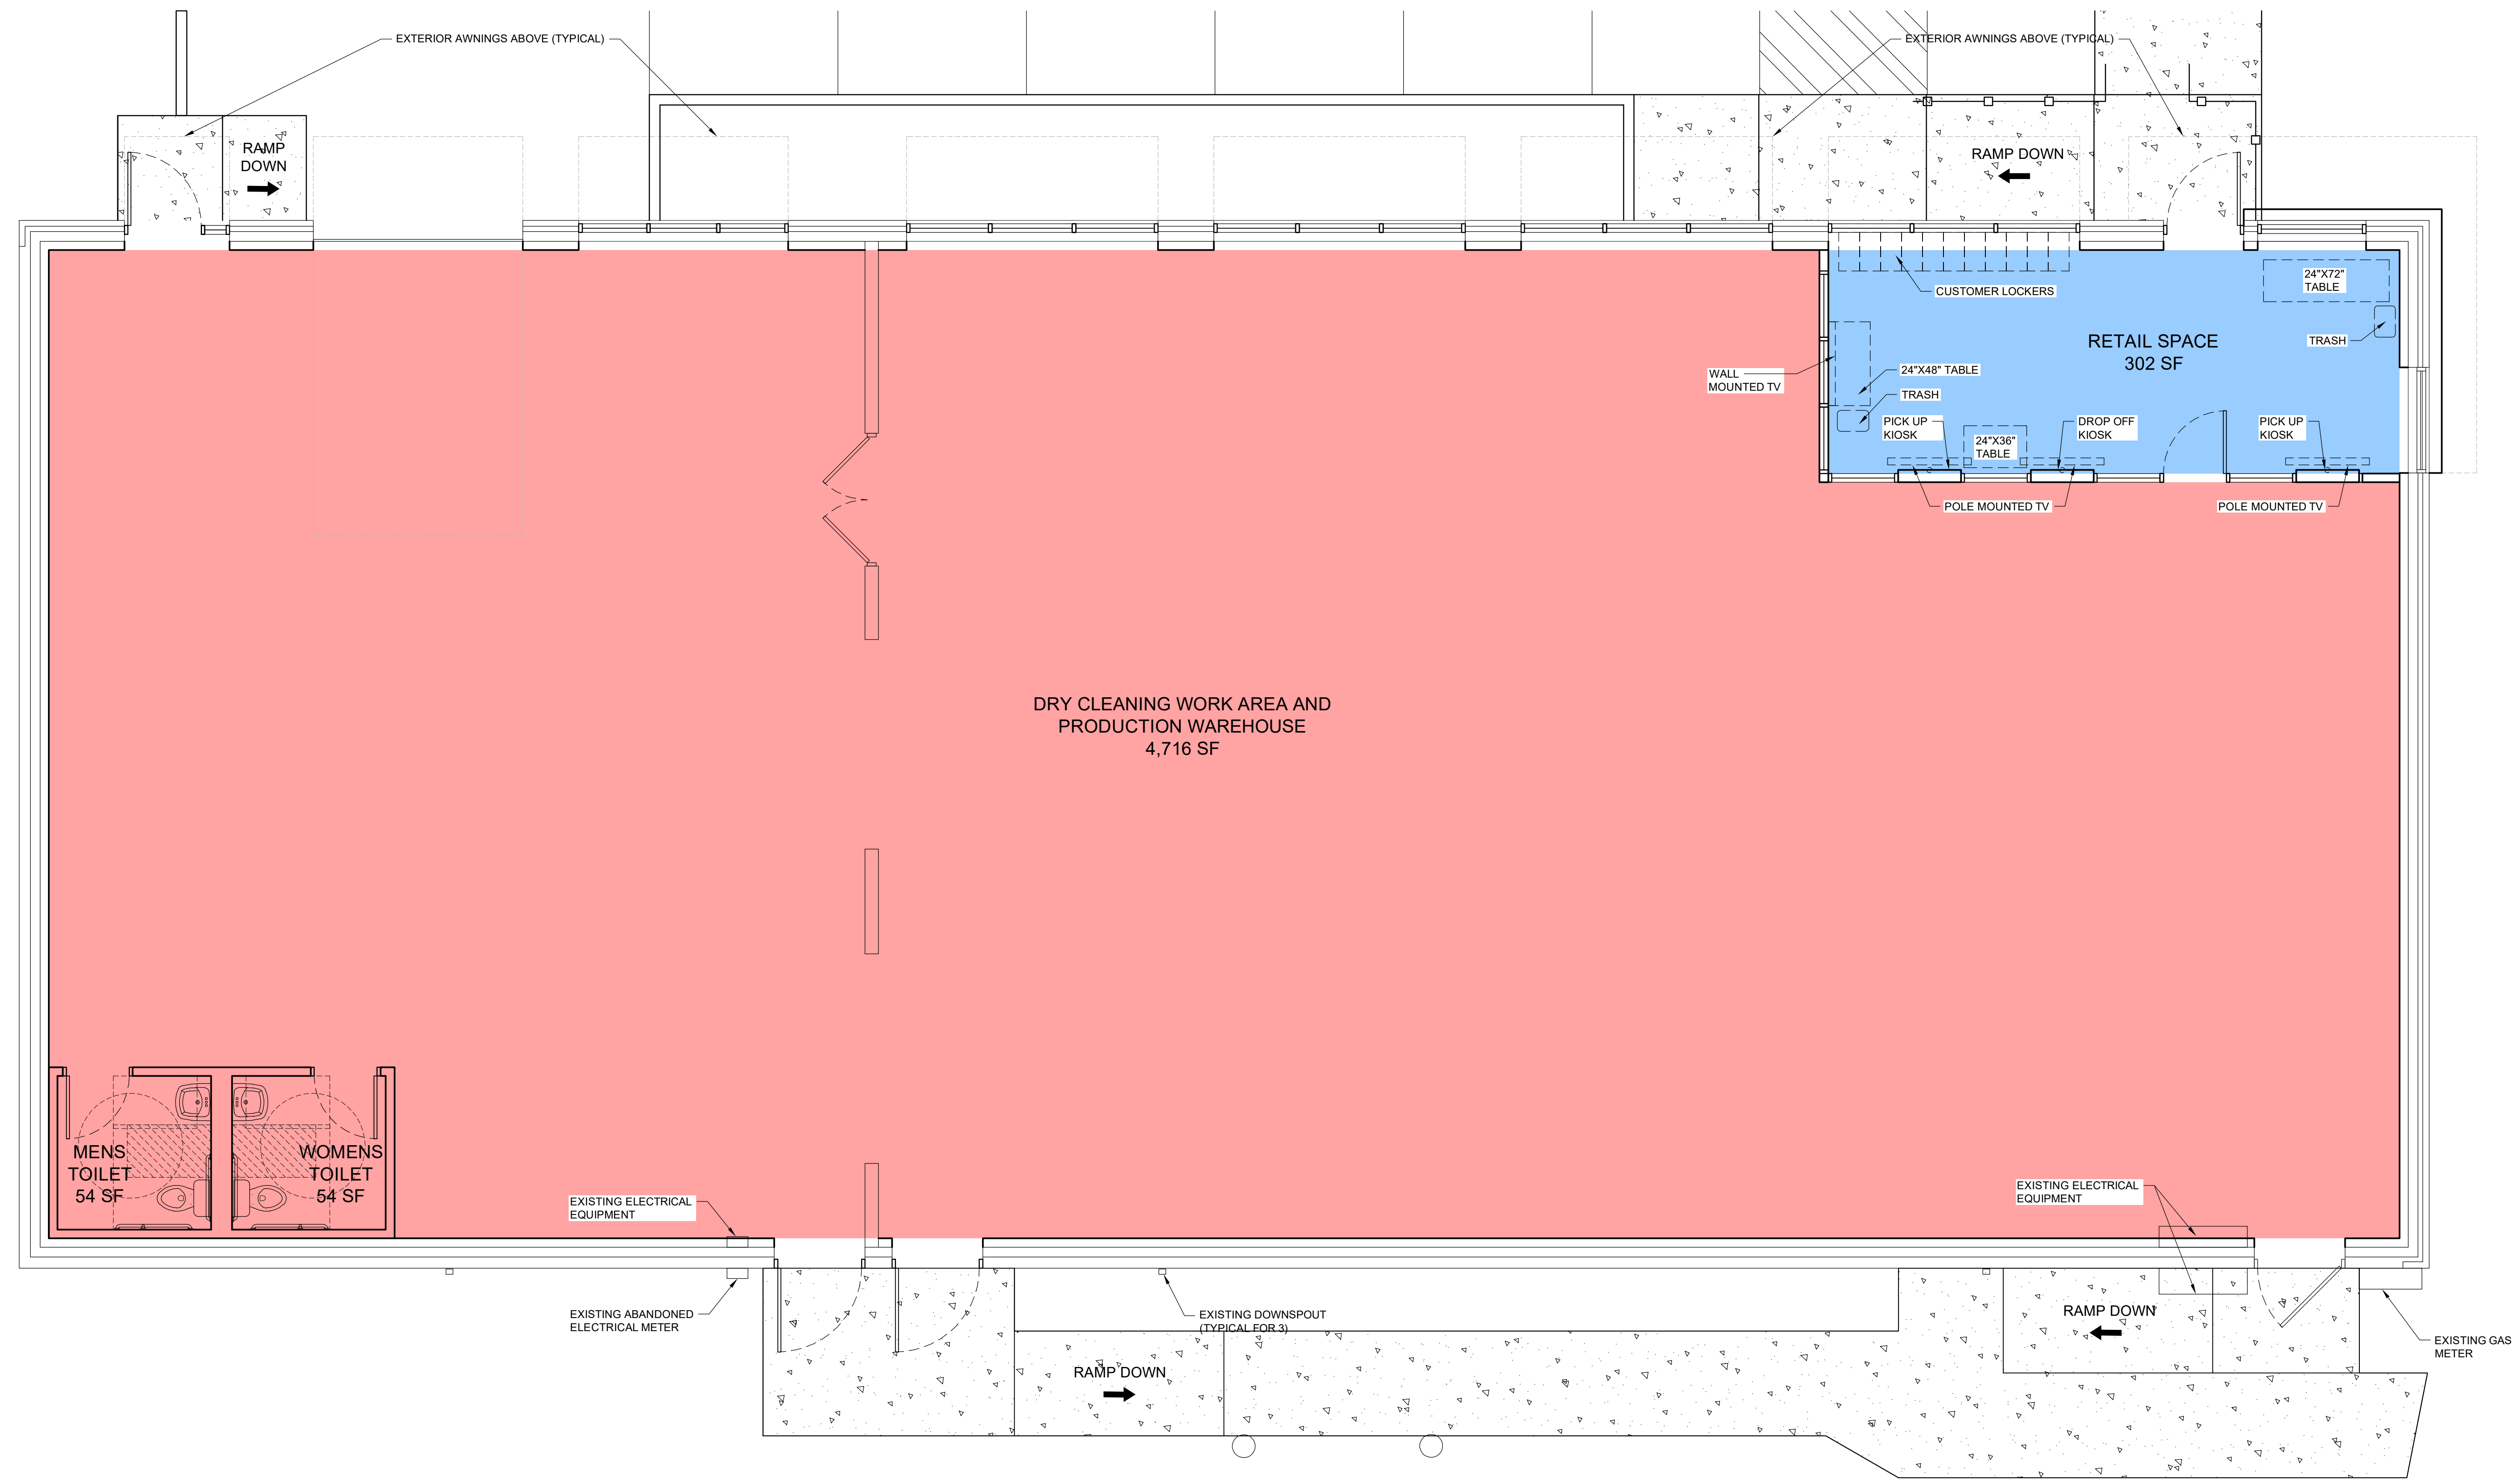 EXTERIOR AWNINGS ABOVE (TYPICAL)
EXTERIOR AWNINGS ABOVE (TYPICAL)
RAMP
DOWN
RAMP DOWN
24"X72"
TABLE
CUSTOMER LOCKERS
RETAIL SPACE
302 SF
TRASH
WALL
MOUNTED TV
24"X48" TABLE
TRASH
PICK UP
KIOSK
24"X36"
TABLE
DROP OFF
KIOSK
PICK UP
KIOSK
POLE MOUNTED TV
POLE MOUNTED TV
DRY CLEANING WORK AREA AND
PRODUCTION WAREHOUSE
4,716 SF
MENS
TOILET
54 SF
WOMENS
TOILET
54 SF
EXISTING ELECTRICAL
EQUIPMENT
EXISTING ELECTRICAL
EQUIPMENT
EXISTING ABANDONED
ELECTRICAL METER
EXISTING DOWNSPOUT
(TYPICAL FOR 3)
RAMP DOWN
RAMP DOWN
EXISTING GAS
METER